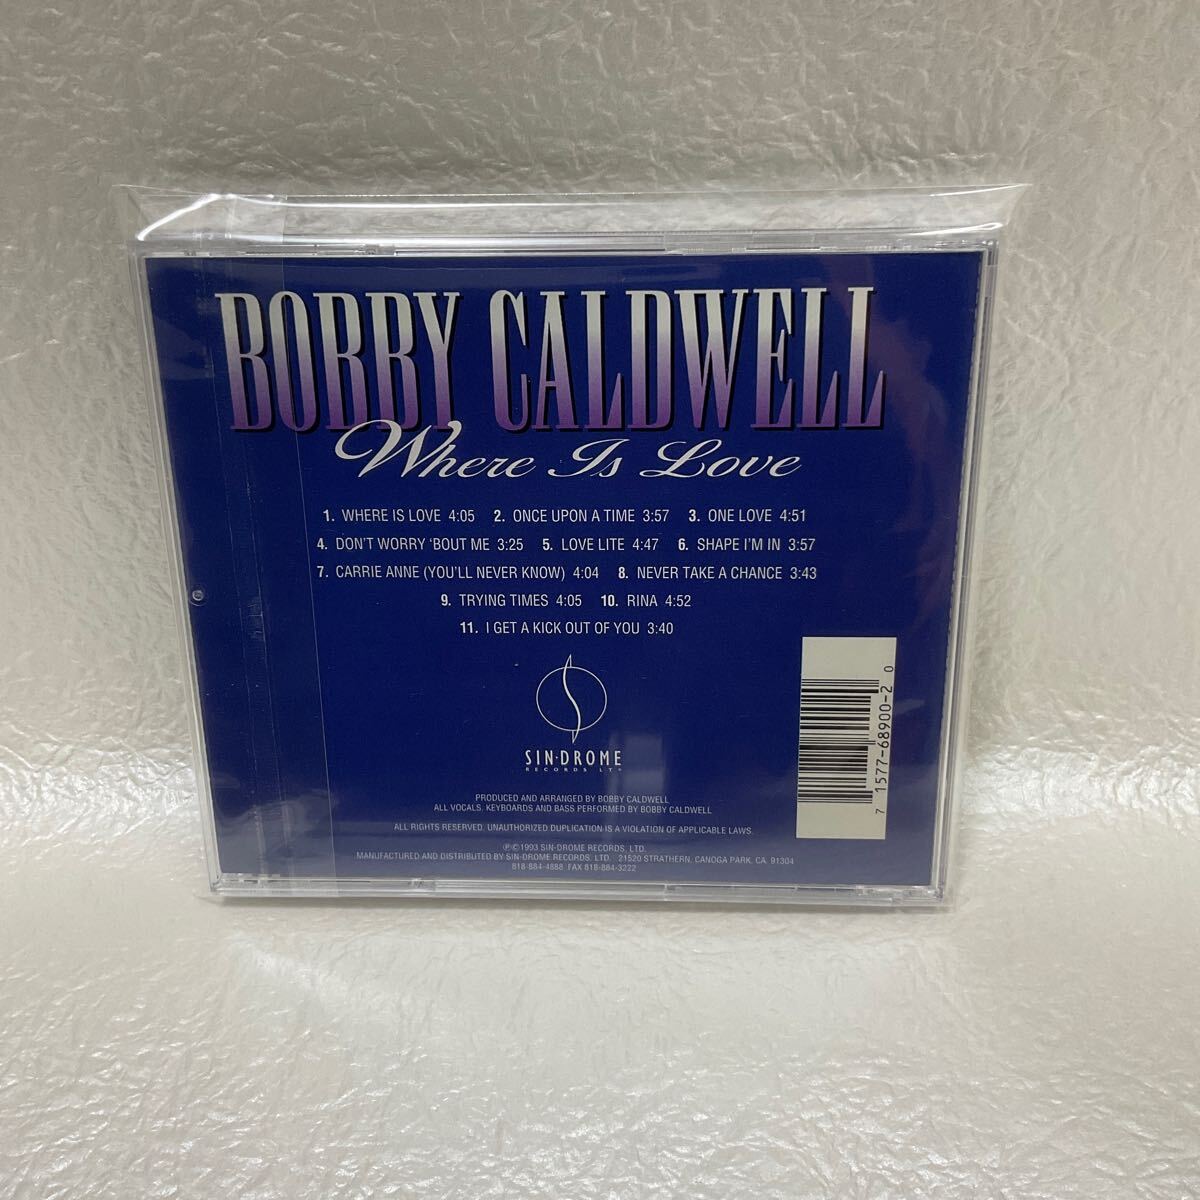 BOBBY CALDWELL
Where Is Love
1. WHERE IS LOVE 4:05 2. ONCE UPON A TIME 3:57 3. ONE LOVE 4:51
4. DON'T WORRY 'BOUT ME 3:25 5. LOVE LITE 4:47 6. SHAPE I'M IN 3:57
7. CARRIE ANNE (YOU'LL NEVER KNOW) 4:04 8. NEVER TAKE A CHANCE 3:43
9. TRYING TIMES 4:05 10. RINA 4:52
11. I GET A KICK OUT OF YOU 3:40
SIN·DROME
RECORDS LTD
PRODUCED AND ARRANGED BY BOBBY CALDWELL
ALL VOCALS, KEYBOARDS AND BASS PERFORMED BY BOBBY CALDWELL
ALL RIGHTS RESERVED. UNAUTHORIZED DUPLICATION IS A VIOLATION OF APPLICABLE LAWS.
℗©1993 SIN-DROME RECORDS, LTD.
MANUFACTURED AND DISTRIBUTED BY SIN-DROME RECORDS, LTD. 21520 STRATHERN, CANOGA PARK, CA. 91304
818-884-4888 FAX 818-884-3222
7 15777-68900-2 0